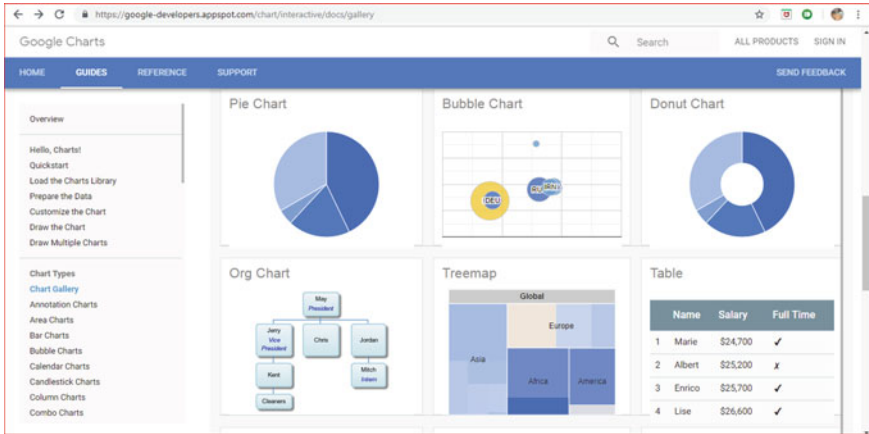 https://google-developers.appspot.com/chart/interactive/docs/gallery
Google Charts
Search
ALL PRODUCTS
SIGN IN
HOME
GUIDES
REFERENCE
SUPPORT
SEND FEEDBACK
Overview
Hello, Charts!
Quickstart
Load the Charts Library
Prepare the Data
Customize the Chart
Draw the Chart
Draw Multiple Charts
Chart Types
Chart Gallery
Annotation Charts
Area Charts
Bar Charts
Bubble Charts
Calendar Charts
Candlestick Charts
Column Charts
Combo Charts
Pie Chart
Bubble Chart
Donut Chart
Org Chart
May
President
Jerry
Vice
President
Chris
Jordan
Kent
Mitch
Intern
Cleaners
Treemap
Global
Asia
Europe
Africa
America
Table
Name Salary Full Time
1 Marie $24,700 ✓
2 Albert $25,200 x
3 Enrico $25,700 ✓
4 Lise $26,600 ✓